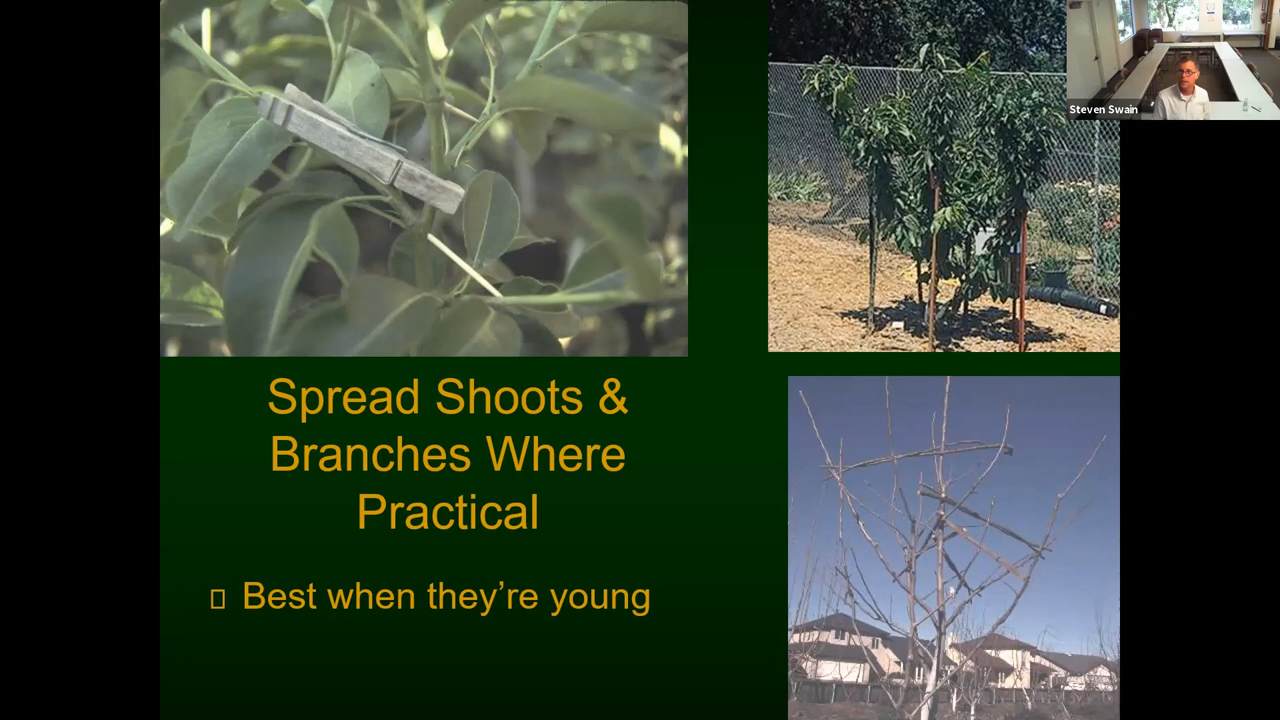 Steven Swain
Spread Shoots &
Branches Where
Practical
Best when they’re young